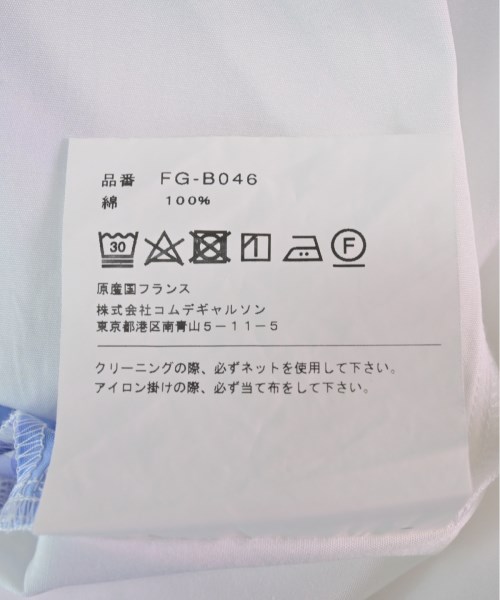 品番 FG-B046
綿 100%
30 F
原産国フランス
株式会社コムデギャルソン
東京都港区南青山5-11-5
クリーニングの際、必ずネットを使用して下さい。
アイロン掛けの際、必ず当て布をして下さい。